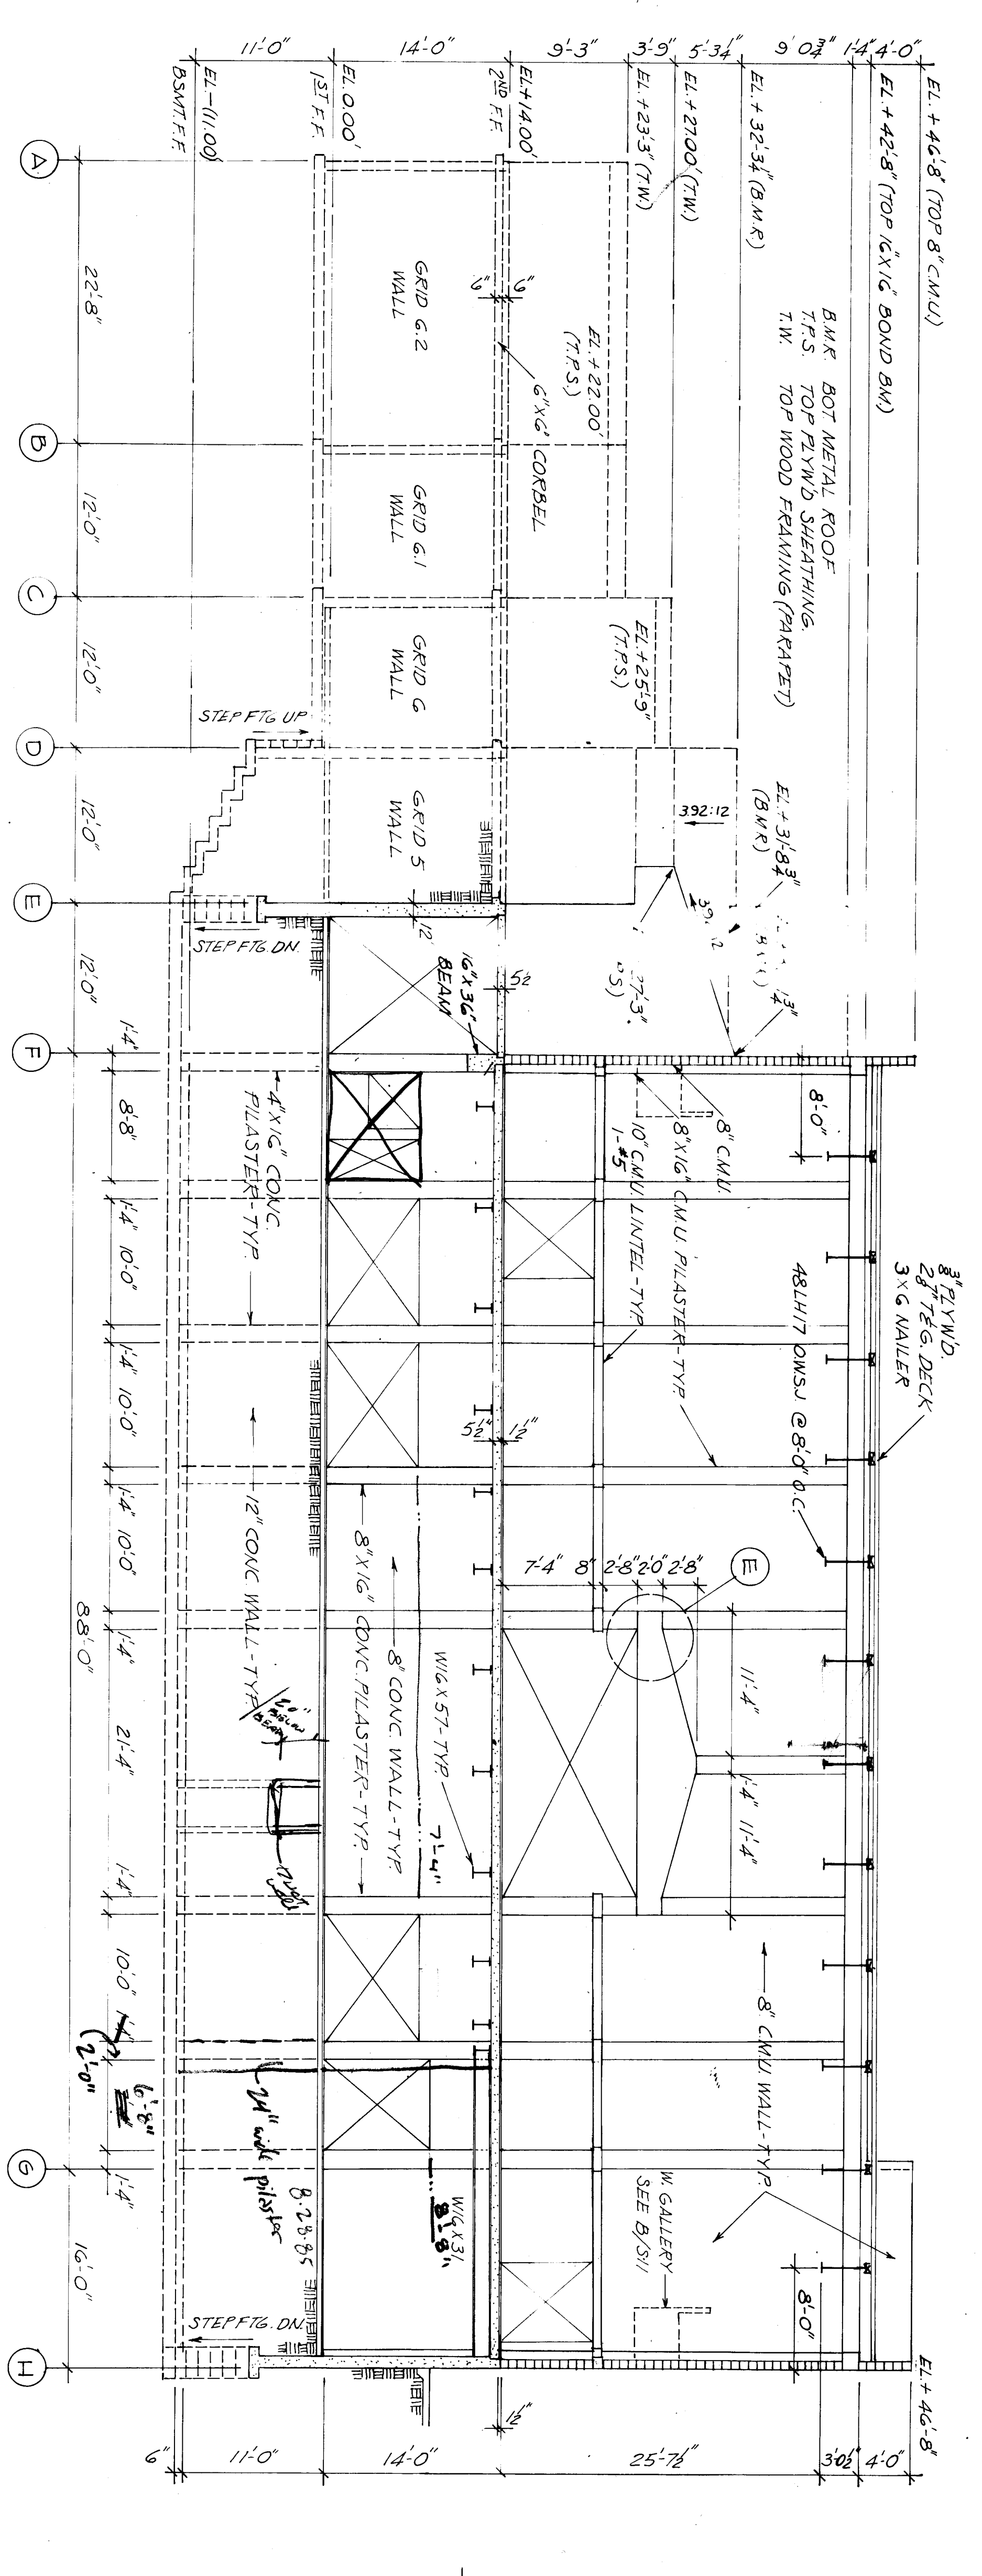 EL. + 46'-8" (TOP 8" C.M.U.)
EL. + 42'-8" (TOP 16"X16" BOND BM.)
EL. + 32'-3¼" (B.M.R.)
EL. + 27.00' (T.W.)
EL. + 23'-3" (T.W.)
EL. + 14.00'
2ND F.F.
EL. 0.00'
1ST F.F.
EL. -(11.00)'
BSMT. F.F.
4'-0"
1'-4"
9'-0¾"
5'-3¼"
3'-9"
9'-3"
14'-0"
11'-0"
B.M.R. BOT. METAL ROOF
T.P.S. TOP PLYW'D SHEATHING.
T.W. TOP WOOD FRAMING (PARAPET)
EL. + 22.00'
(T.P.S.)
6" X 6" CORBEL
6"
6"
GRID 6.2
WALL
GRID 6.1
WALL
GRID 6
WALL
GRID 5
WALL
EL. + 25'-9"
(T.P.S.)
EL. + 31'-8¾"
(B.M.R.)
3.92:12
STEP FTG UP
STEP FTG. DN.
12"
16"X36"
BEAM
5½
8'-0"
8" C.M.U.
8"X16" C.M.U. PILASTER-TYP.
10" C.M.U. LINTEL-TYP.
1-#5
4"X16" CONC.
PILASTER-TYP.
⅜" PLYW'D.
2⅞" T.&G. DECK
3X6 NAILER
48LH17 O.W.S.J. @ 8'-0" O.C.
5½"
1½"
7'-4"
8"
2'-8"
2'-0"
2'-8"
E
11'-4"
1'-4"
11'-4"
12" CONC. WALL-TYP.
8"X16" CONC. PILASTER-TYP.
8" CONC. WALL-TYP.
W16X57-TYP.
7'-4"
20"
BELOW
BEAM
8" C.M.U. WALL-TYP.
W. GALLERY
SEE B/S11
W16X31
8'-8"
24" wide pilaster
8.28.85
8'-0"
STEP FTG. DN.
EL. + 46'-8"
4'-0"
3'-0½"
25'-7½"
1½"
14'-0"
11'-0"
6"
1'-4"
8'-8"
1'-4"
10'-0"
1'-4"
10'-0"
1'-4"
10'-0"
1'-4"
21'-4"
1'-4"
10'-0"
(2'-0"
6'-8"
1'-4"
22'-8"
12'-0"
12'-0"
12'-0"
12'-0"
88'-0"
16'-0"
A
B
C
D
E
F
G
H